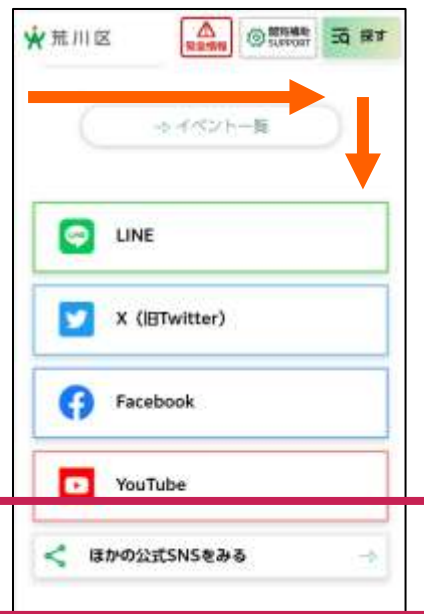 荒川区
緊急情報
閲覧補助
SUPPORT
探す
イベント一覧
LINE
X (旧Twitter)
Facebook
YouTube
ほかの公式SNSをみる